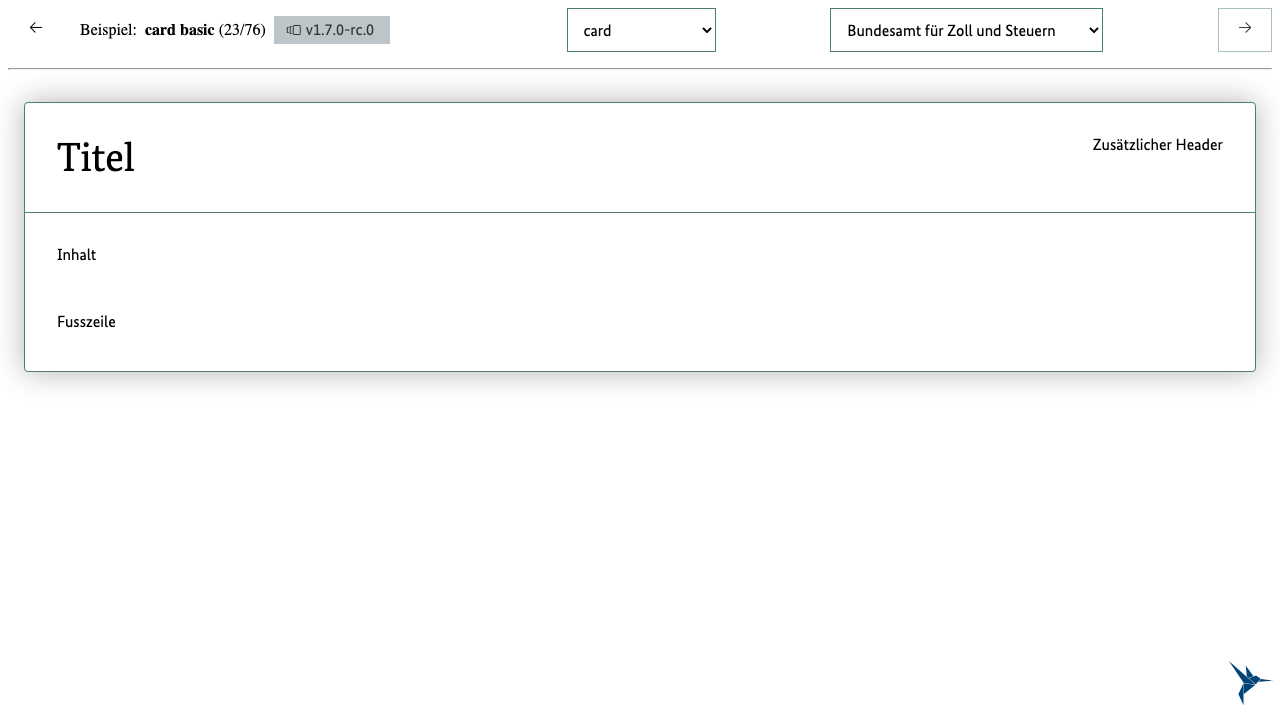 Beispiel: card basic (23/76) v1.7.0-rc.0 card Bundesamt für Zoll und Steuern
Titel
Zusätzlicher Header
Inhalt
Fusszeile